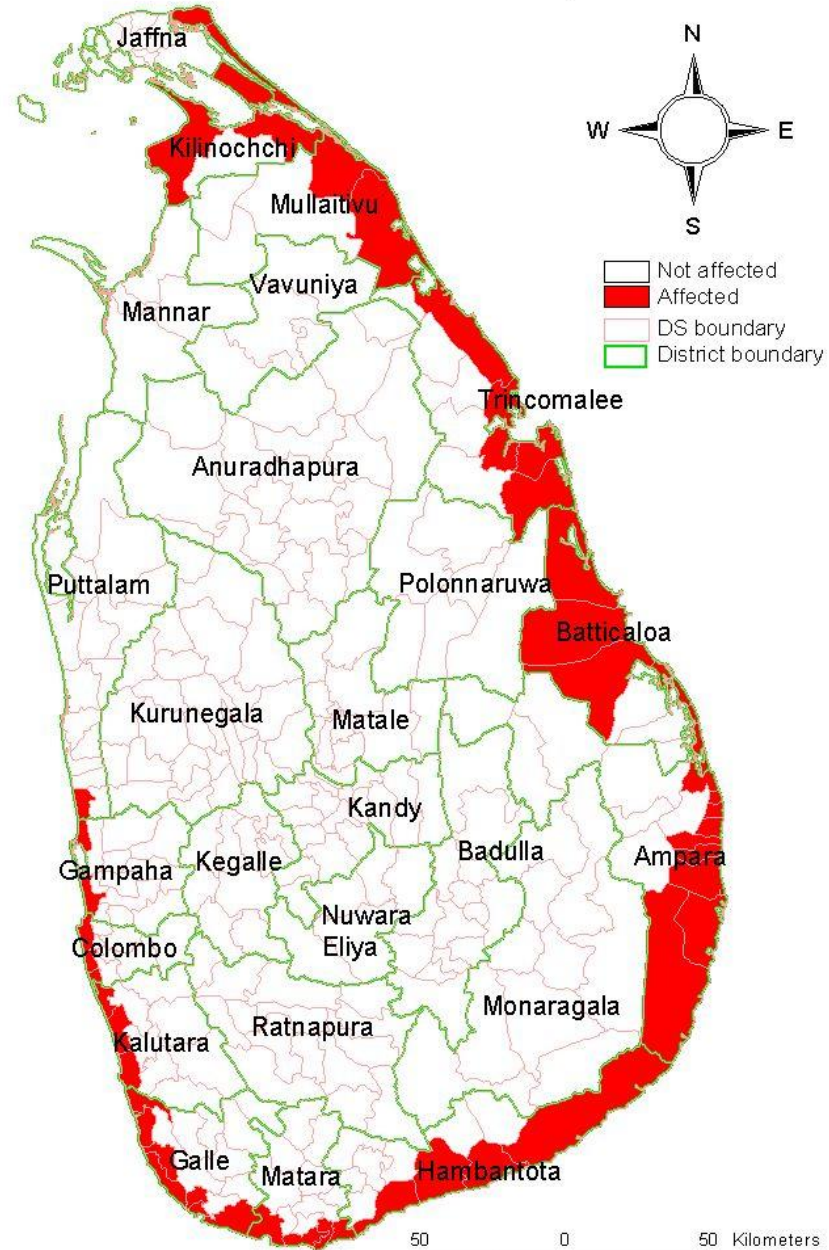 Jaffna
N
W
E
S
Kilinochchi
Mullaitivu
Not affected
Affected
DS boundary
District boundary
Vavuniya
Mannar
Trincomalee
Anuradhapura
Puttalam
Polonnaruwa
Batticaloa
Kurunegala
Matale
Kandy
Gampaha
Kegalle
Badulla
Ampara
Nuwara
Eliya
Colombo
Monaragala
Ratnapura
Kalutara
Galle
Matara
Hambantota
50 0 50 Kilometers